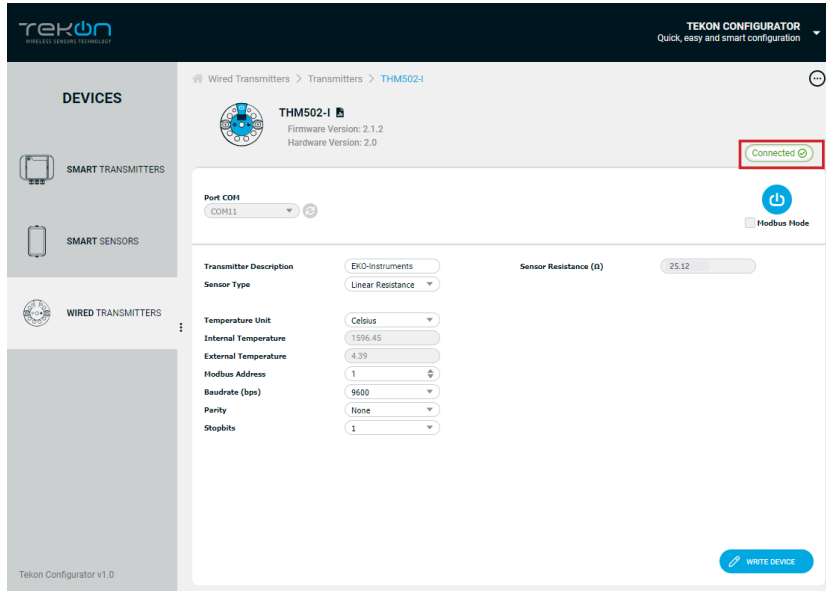 TEKON
WIRELESS SENSORS TECHNOLOGY
TEKON CONFIGURATOR
Quick, easy and smart configuration
DEVICES
SMART TRANSMITTERS
SMART SENSORS
WIRED TRANSMITTERS
Tekon Configurator v1.0
Wired Transmitters > Transmitters > THM502-I
THM502-I
Firmware Version: 2.1.2
Hardware Version: 2.0
Connected
Port COM
COM11
Modbus Mode
Transmitter Description EKO-Instruments
Sensor Resistance (Ω) 25.12
Sensor Type Linear Resistance
Temperature Unit Celsius
Internal Temperature 1596.45
External Temperature 4.39
Modbus Address 1
Baudrate (bps) 9600
Parity None
Stopbits 1
WRITE DEVICE